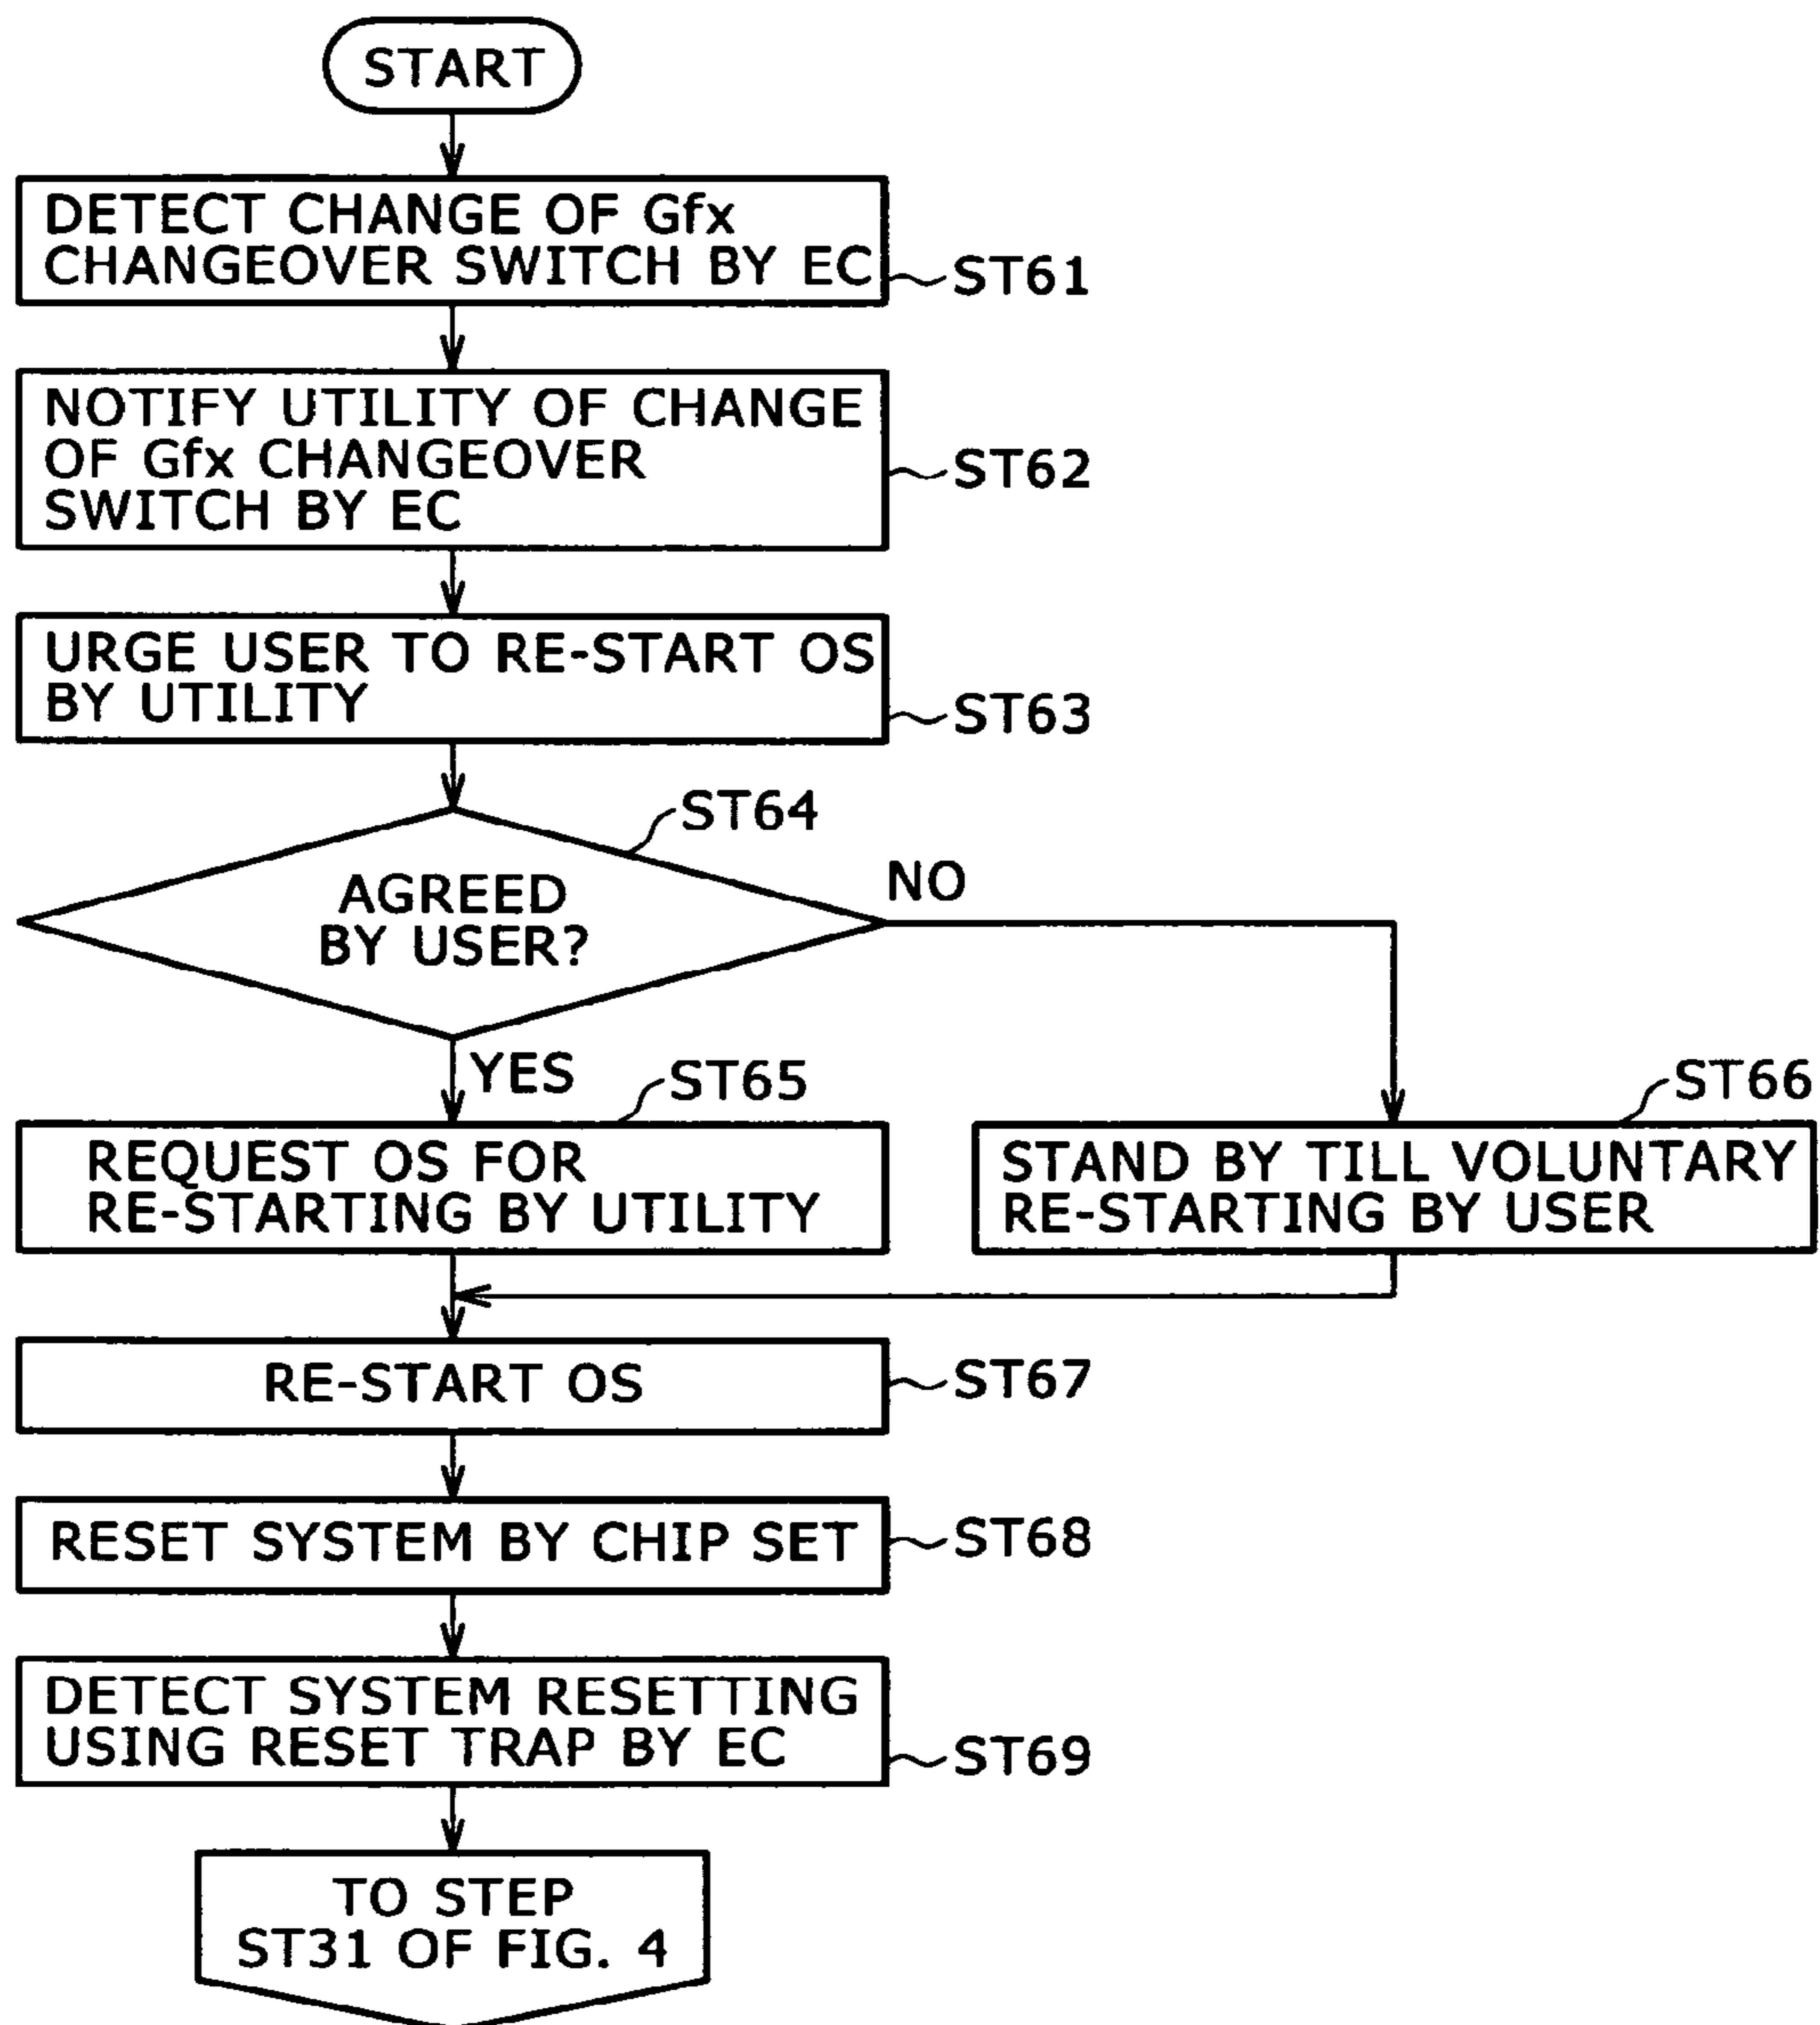 START
DETECT CHANGE OF Gfx
CHANGEOVER SWITCH BY EC
ST61
NOTIFY UTILITY OF CHANGE
OF Gfx CHANGEOVER
SWITCH BY EC
ST62
URGE USER TO RE-START OS
BY UTILITY
ST63
ST64
AGREED
BY USER?
NO
YES
ST65
REQUEST OS FOR
RE-STARTING BY UTILITY
ST66
STAND BY TILL VOLUNTARY
RE-STARTING BY USER
RE-START OS
ST67
RESET SYSTEM BY CHIP SET
ST68
DETECT SYSTEM RESETTING
USING RESET TRAP BY EC
ST69
TO STEP
ST31 OF FIG. 4